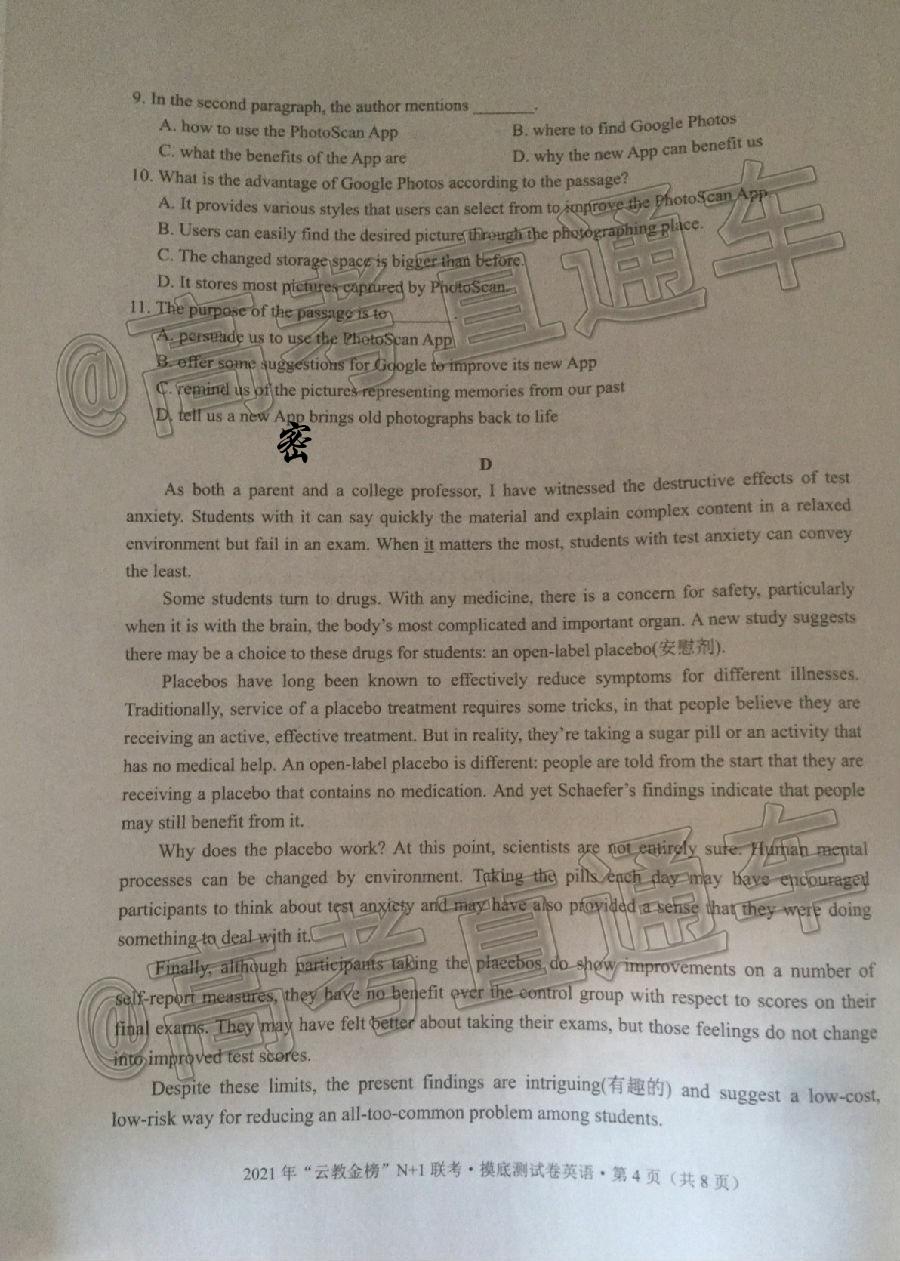 9. In the second paragraph, the author mentions ________.
A. how to use the PhotoScan App B. where to find Google Photos
C. what the benefits of the App are D. why the new App can benefit us
10. What is the advantage of Google Photos according to the passage?
A. It provides various styles that users can select from to improve the PhotoScan App.
B. Users can easily find the desired picture through the photographing place.
C. The changed storage space is bigger than before.
D. It stores most pictures captured by PhotoScan.
11. The purpose of the passage is to ________.
A. persuade us to use the PhotoScan App
B. offer some suggestions for Google to improve its new App
C. remind us of the pictures representing memories from our past
D. tell us a new App brings old photographs back to life
@高考直通车
密
D
As both a parent and a college professor, I have witnessed the destructive effects of test
anxiety. Students with it can say quickly the material and explain complex content in a relaxed
environment but fail in an exam. When it matters the most, students with test anxiety can convey
the least.
Some students turn to drugs. With any medicine, there is a concern for safety, particularly
when it is with the brain, the body's most complicated and important organ. A new study suggests
there may be a choice to these drugs for students: an open-label placebo(安慰剂).
Placebos have long been known to effectively reduce symptoms for different illnesses.
Traditionally, service of a placebo treatment requires some tricks, in that people believe they are
receiving an active, effective treatment. But in reality, they're taking a sugar pill or an activity that
has no medical help. An open-label placebo is different: people are told from the start that they are
receiving a placebo that contains no medication. And yet Schaefer's findings indicate that people
may still benefit from it.
Why does the placebo work? At this point, scientists are not entirely sure. Human mental
processes can be changed by environment. Taking the pills each day may have encouraged
participants to think about test anxiety and may have also provided a sense that they were doing
something to deal with it.
Finally, although participants taking the placebos do show improvements on a number of
self-report measures, they have no benefit over the control group with respect to scores on their
final exams. They may have felt better about taking their exams, but those feelings do not change
into improved test scores.
@高考直通车
Despite these limits, the present findings are intriguing(有趣的) and suggest a low-cost,
low-risk way for reducing an all-too-common problem among students.
2021 年 “云教金榜” N+1 联考·摸底测试卷英语·第 4 页（共 8 页）